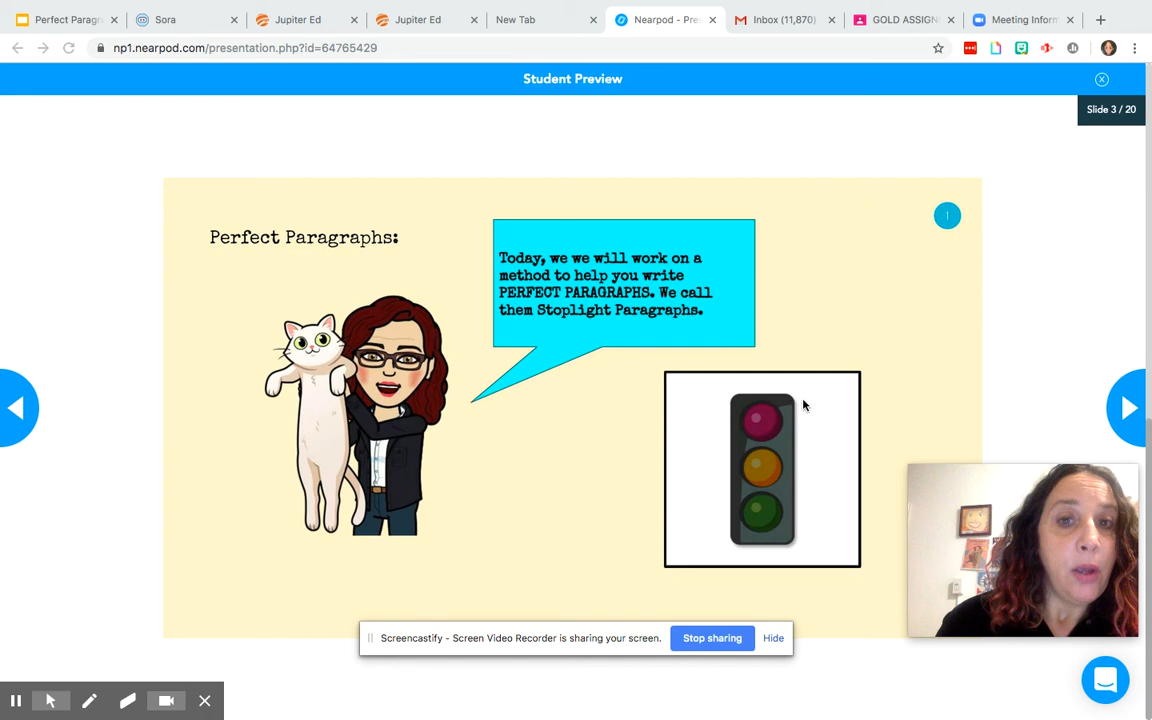 Perfect Paragr
Sora
Jupiter Ed
Jupiter Ed
New Tab
Nearpod - Pres
Inbox (11,870)
GOLD ASSIGN
Meeting Inform
np1.nearpod.com/presentation.php?id=64765429
Student Preview
Slide 3 / 20
1
Perfect Paragraphs:
Today, we we will work on a
method to help you write
PERFECT PARAGRAPHS. We call
them Stoplight Paragraphs.
Screencastify - Screen Video Recorder is sharing your screen.
Stop sharing
Hide